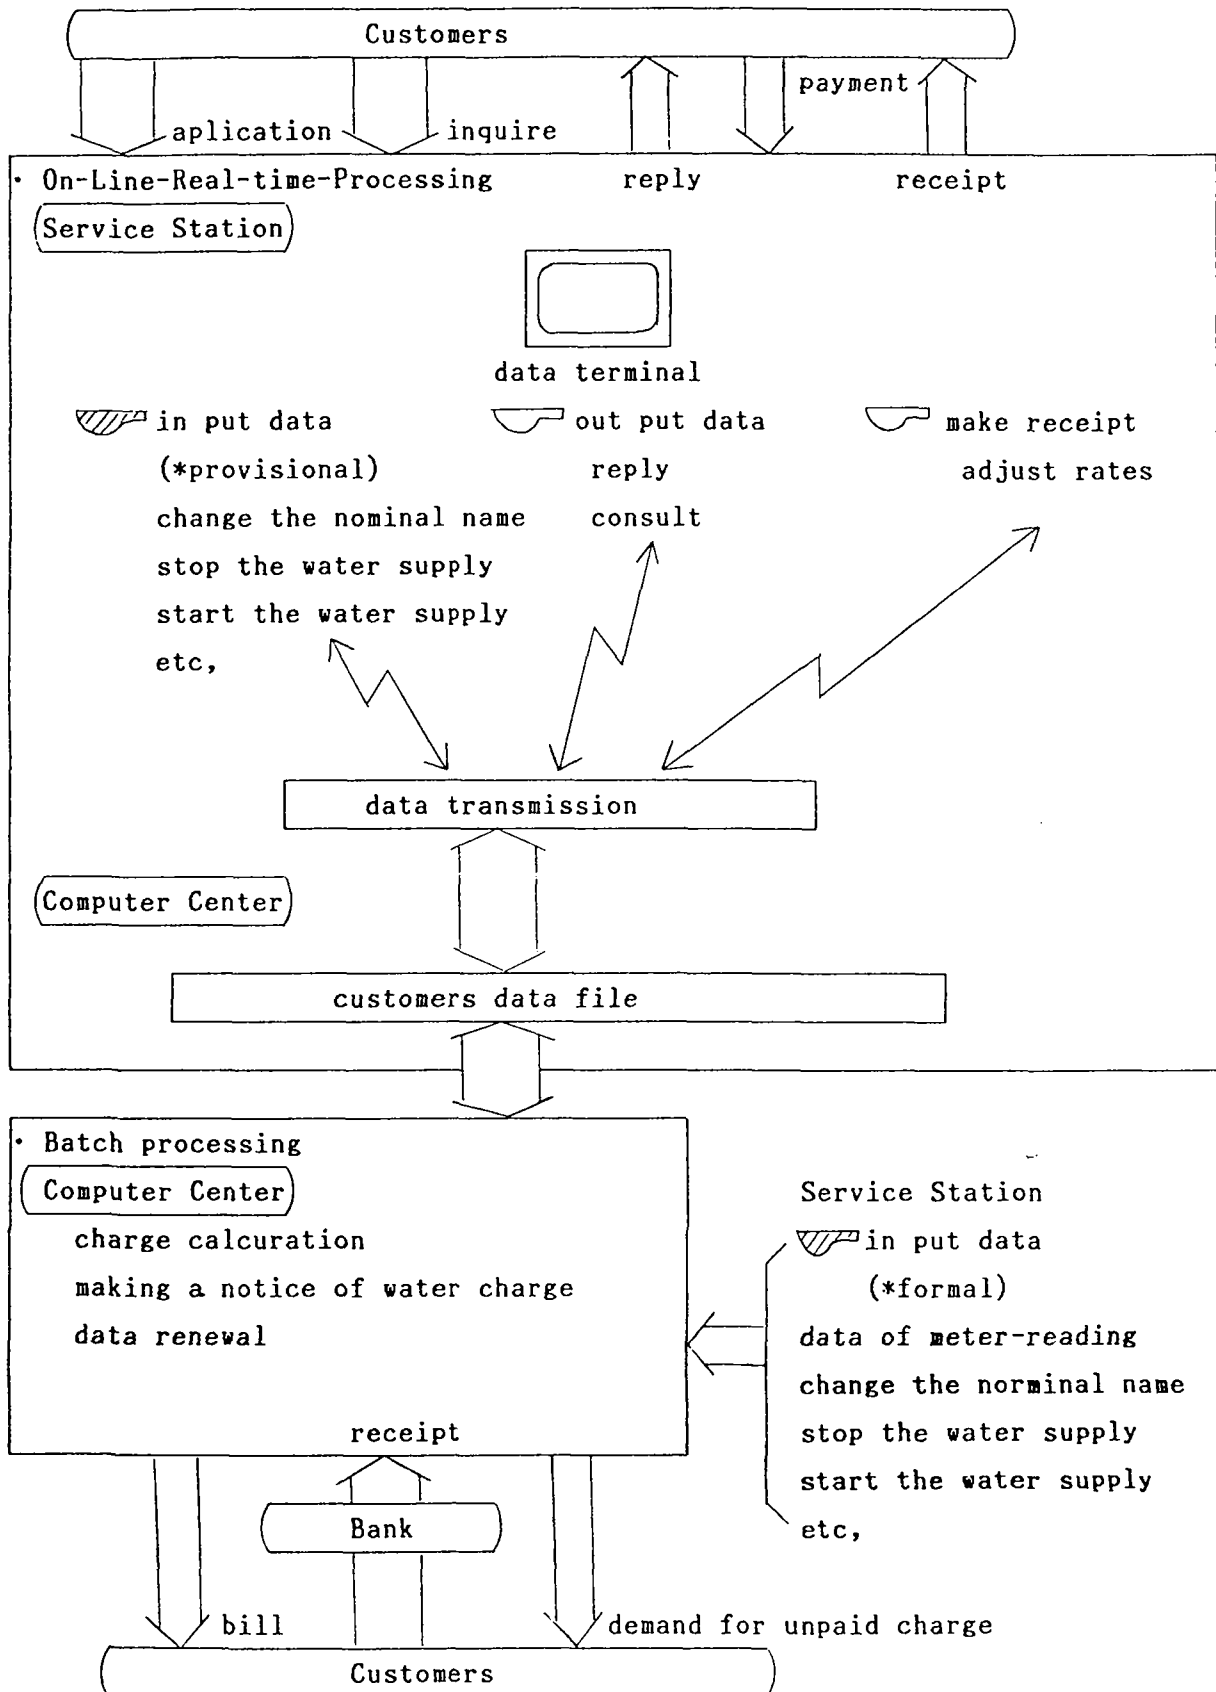 Customers
payment
aplication
inquire
· On-Line-Real-time-Processing
reply
receipt
Service Station
data terminal
in put data
(*provisional)
change the nominal name
stop the water supply
start the water supply
etc,
out put data
reply
consult
make receipt
adjust rates
data transmission
Computer Center
customers data file
· Batch processing
Computer Center
charge calcuration
making a notice of water charge
data renewal
receipt
Service Station
in put data
(*formal)
data of meter-reading
change the norminal name
stop the water supply
start the water supply
etc,
Bank
bill
demand for unpaid charge
Customers